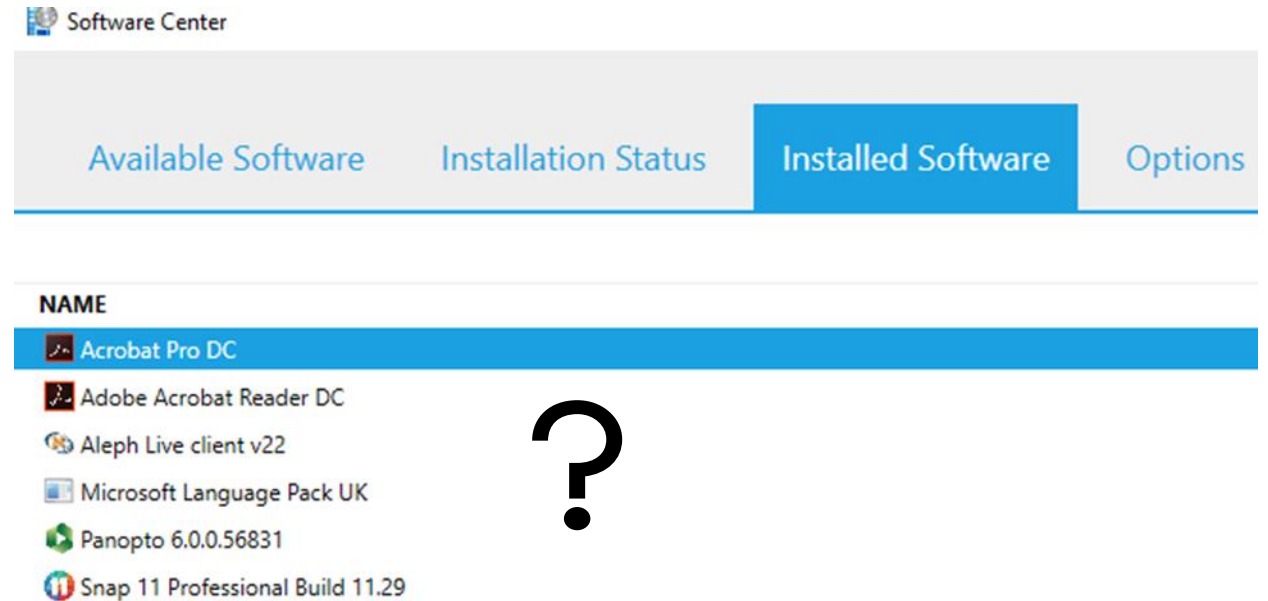 Software Center
Available Software Installation Status Installed Software Options
NAME
Acrobat Pro DC
Adobe Acrobat Reader DC
Aleph Live client v22
Microsoft Language Pack UK
Panopto 6.0.0.56831
Snap 11 Professional Build 11.29
?